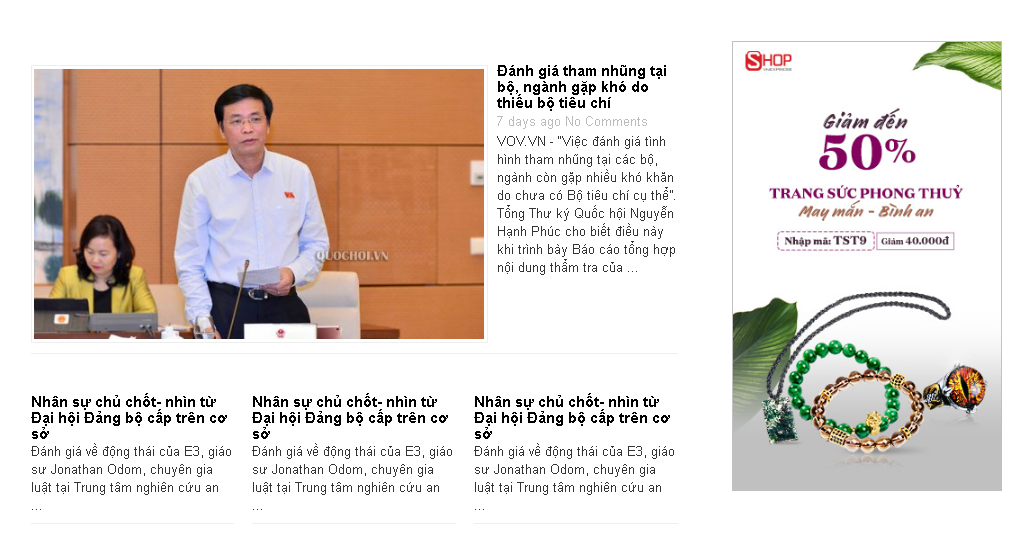 Đánh giá tham nhũng tại
bộ, ngành gặp khó do
thiếu bộ tiêu chí
7 days ago No Comments
VOV.VN - "Việc đánh giá tình
hình tham nhũng tại các bộ,
ngành còn gặp nhiều khó khăn
do chưa có Bộ tiêu chí cụ thể".
Tổng Thư ký Quốc hội Nguyễn
Hạnh Phúc cho biết điều này
khi trình bày Báo cáo tổng hợp
nội dung thẩm tra của ...
QUOCHOI.VN
Nhân sự chủ chốt- nhìn từ
Đại hội Đảng bộ cấp trên cơ
sở
Đánh giá về động thái của E3, giáo
sư Jonathan Odom, chuyên gia
luật tại Trung tâm nghiên cứu an
...
Nhân sự chủ chốt- nhìn từ
Đại hội Đảng bộ cấp trên cơ
sở
Đánh giá về động thái của E3, giáo
sư Jonathan Odom, chuyên gia
luật tại Trung tâm nghiên cứu an
...
Nhân sự chủ chốt- nhìn từ
Đại hội Đảng bộ cấp trên cơ
sở
Đánh giá về động thái của E3, giáo
sư Jonathan Odom, chuyên gia
luật tại Trung tâm nghiên cứu an
...
SHOP
Giảm đến
50%
TRANG SỨC PHONG THUỶ
May mắn - Bình an
Nhập mã: TST9 Giảm 40.000đ